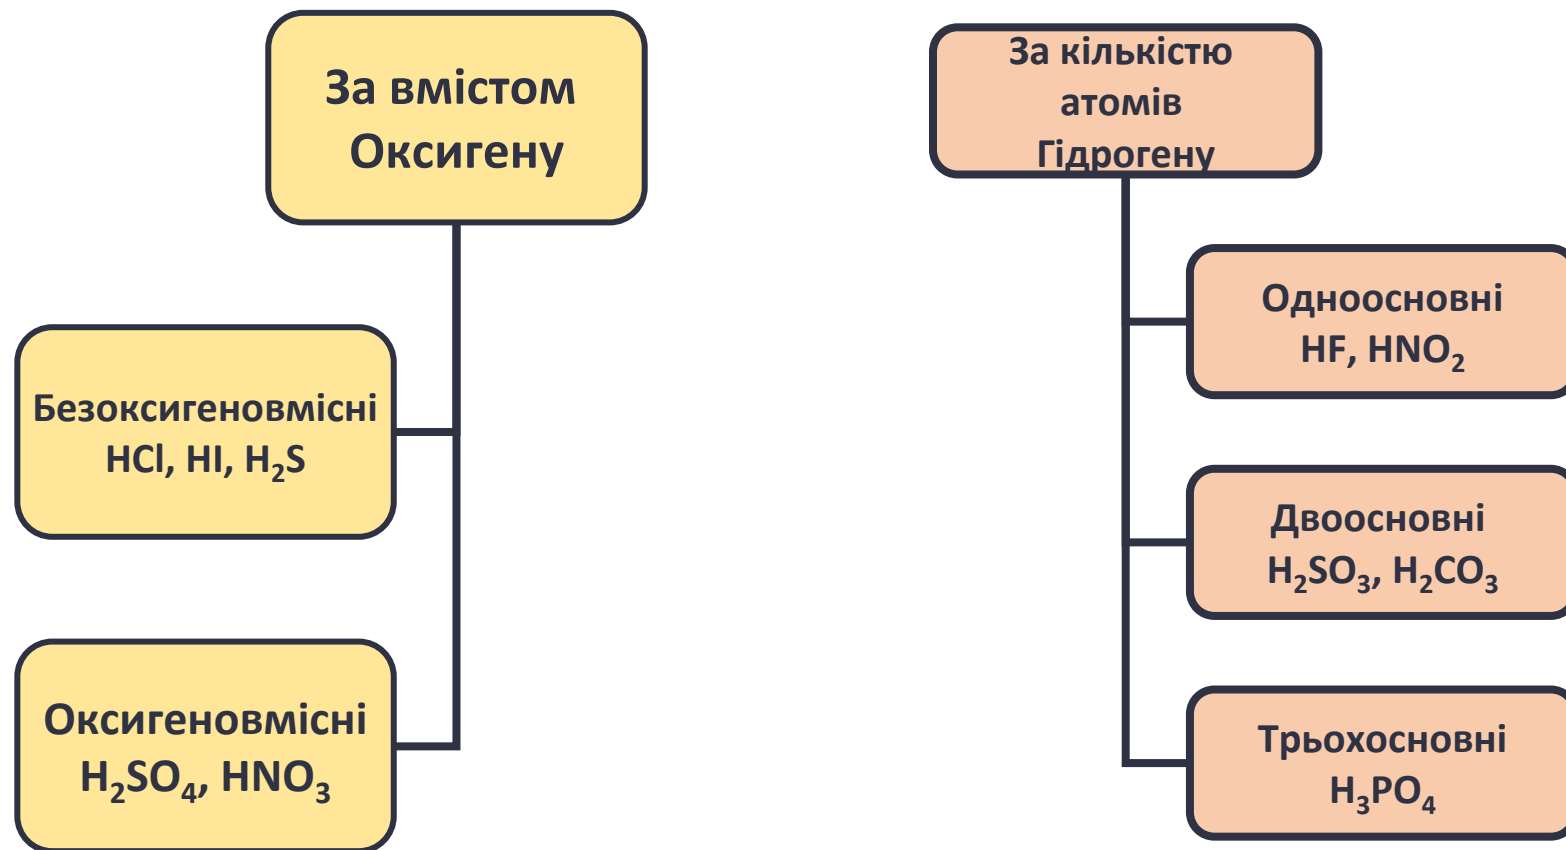 За вмістом
Оксигену
Безоксигеновмісні
HCl, HI, H₂S
Оксигеновмісні
H₂SO₄, HNO₃
За кількістю
атомів
Гідрогену
Одноосновні
HF, HNO₂
Двоосновні
H₂SO₃, H₂CO₃
Трьохосновні
H₃PO₄